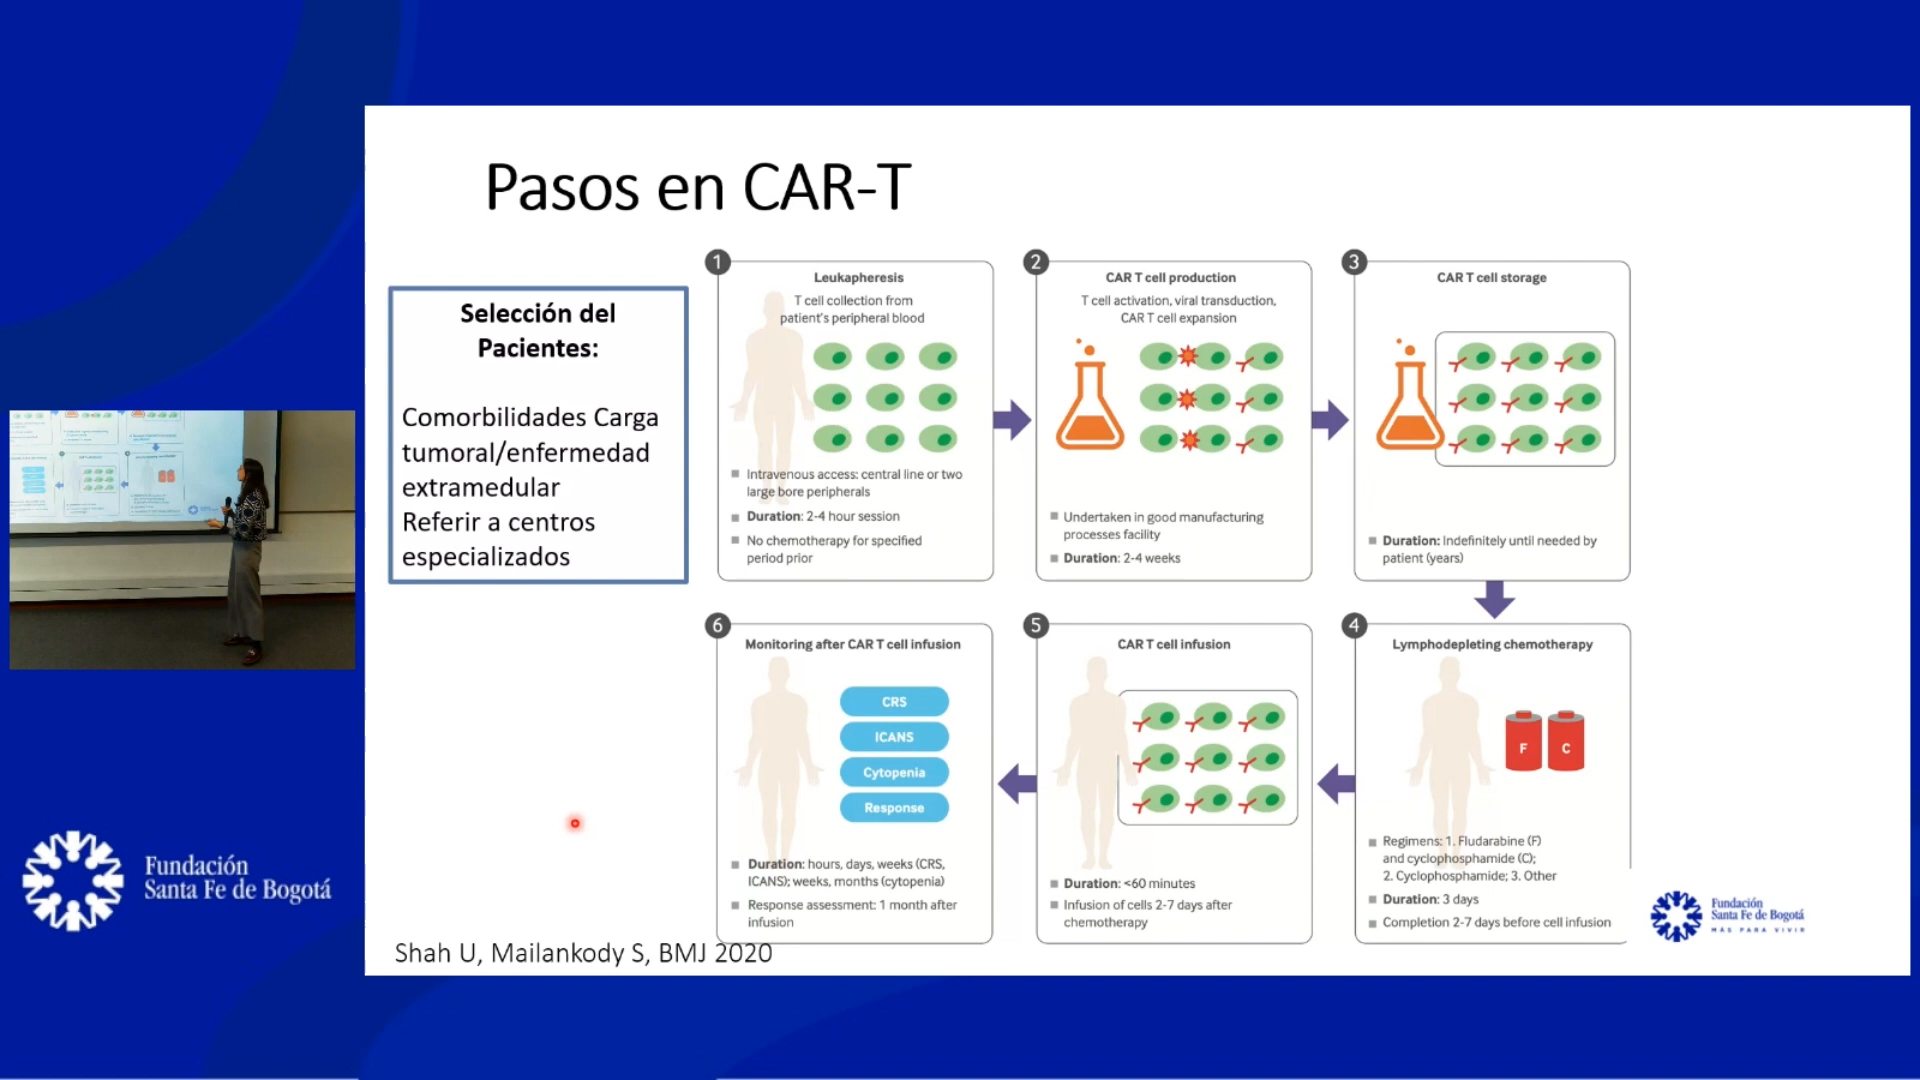 Pasos en CAR-T
Selección del
Pacientes:
Comorbilidades Carga
tumoral/enfermedad
extramedular
Referir a centros
especializados
1
Leukapheresis
T cell collection from
patient's peripheral blood
Intravenous access: central line or two
large bore peripherals
Duration: 2-4 hour session
No chemotherapy for specified
period prior
2
CAR T cell production
T cell activation, viral transduction,
CAR T cell expansion
Undertaken in good manufacturing
processes facility
Duration: 2-4 weeks
3
CAR T cell storage
Duration: Indefinitely until needed by
patient (years)
4
Lymphodepleting chemotherapy
F
C
Regimens: 1. Fludarabine (F)
and cyclophosphamide (C);
2. Cyclophosphamide; 3. Other
Duration: 3 days
Completion 2-7 days before cell infusion
5
CAR T cell infusion
Duration: <60 minutes
Infusion of cells 2-7 days after
chemotherapy
6
Monitoring after CAR T cell infusion
CRS
ICANS
Cytopenia
Response
Duration: hours, days, weeks (CRS,
ICANS); weeks, months (cytopenia)
Response assessment: 1 month after
infusion
Shah U, Mailankody S, BMJ 2020
Fundación
Santa Fe de Bogotá
MÁS PARA VIVIR
Fundación
Santa Fe de Bogotá